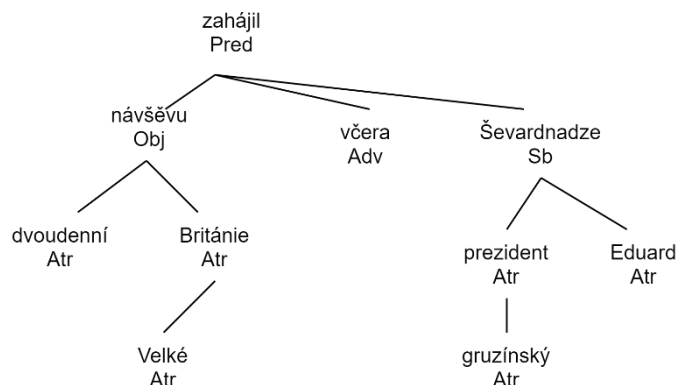 zahájil
Pred
návšěvu
Obj
včera
Adv
Ševardnadze
Sb
dvoudenní
Atr
Británie
Atr
prezident
Atr
Eduard
Atr
Velké
Atr
gruzínský
Atr